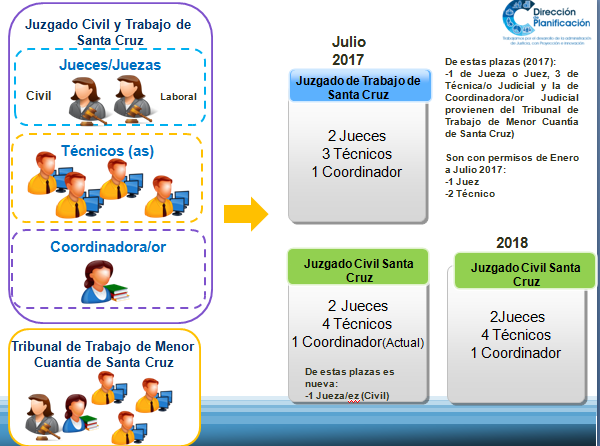 Juzgado Civil y Trabajo de
Santa Cruz
Jueces/Juezas
Civil
Laboral
Técnicos (as)
Coordinadora/or
Tribunal de Trabajo de Menor
Cuantía de Santa Cruz
Julio
2017
Juzgado de Trabajo de
Santa Cruz
2 Jueces
3 Técnicos
1 Coordinador
Juzgado Civil Santa
Cruz
2 Jueces
4 Técnicos
1 Coordinador(Actual)
De estas plazas es
nueva:
-1 Jueza/ez (Civil)
Dirección
de
Planificación
De estas plazas (2017):
-1 de Jueza o Juez, 3 de
Técnica/o Judicial y la de
Coordinadora/or Judicial
provienen del Tribunal de
Trabajo de Menor Cuantía
de Santa Cruz)
Son con permisos de Enero
a Julio 2017:
-1 Juez
-2 Técnico
2018
Juzgado Civil Santa
Cruz
2Jueces
4 Técnicos
1 Coordinador